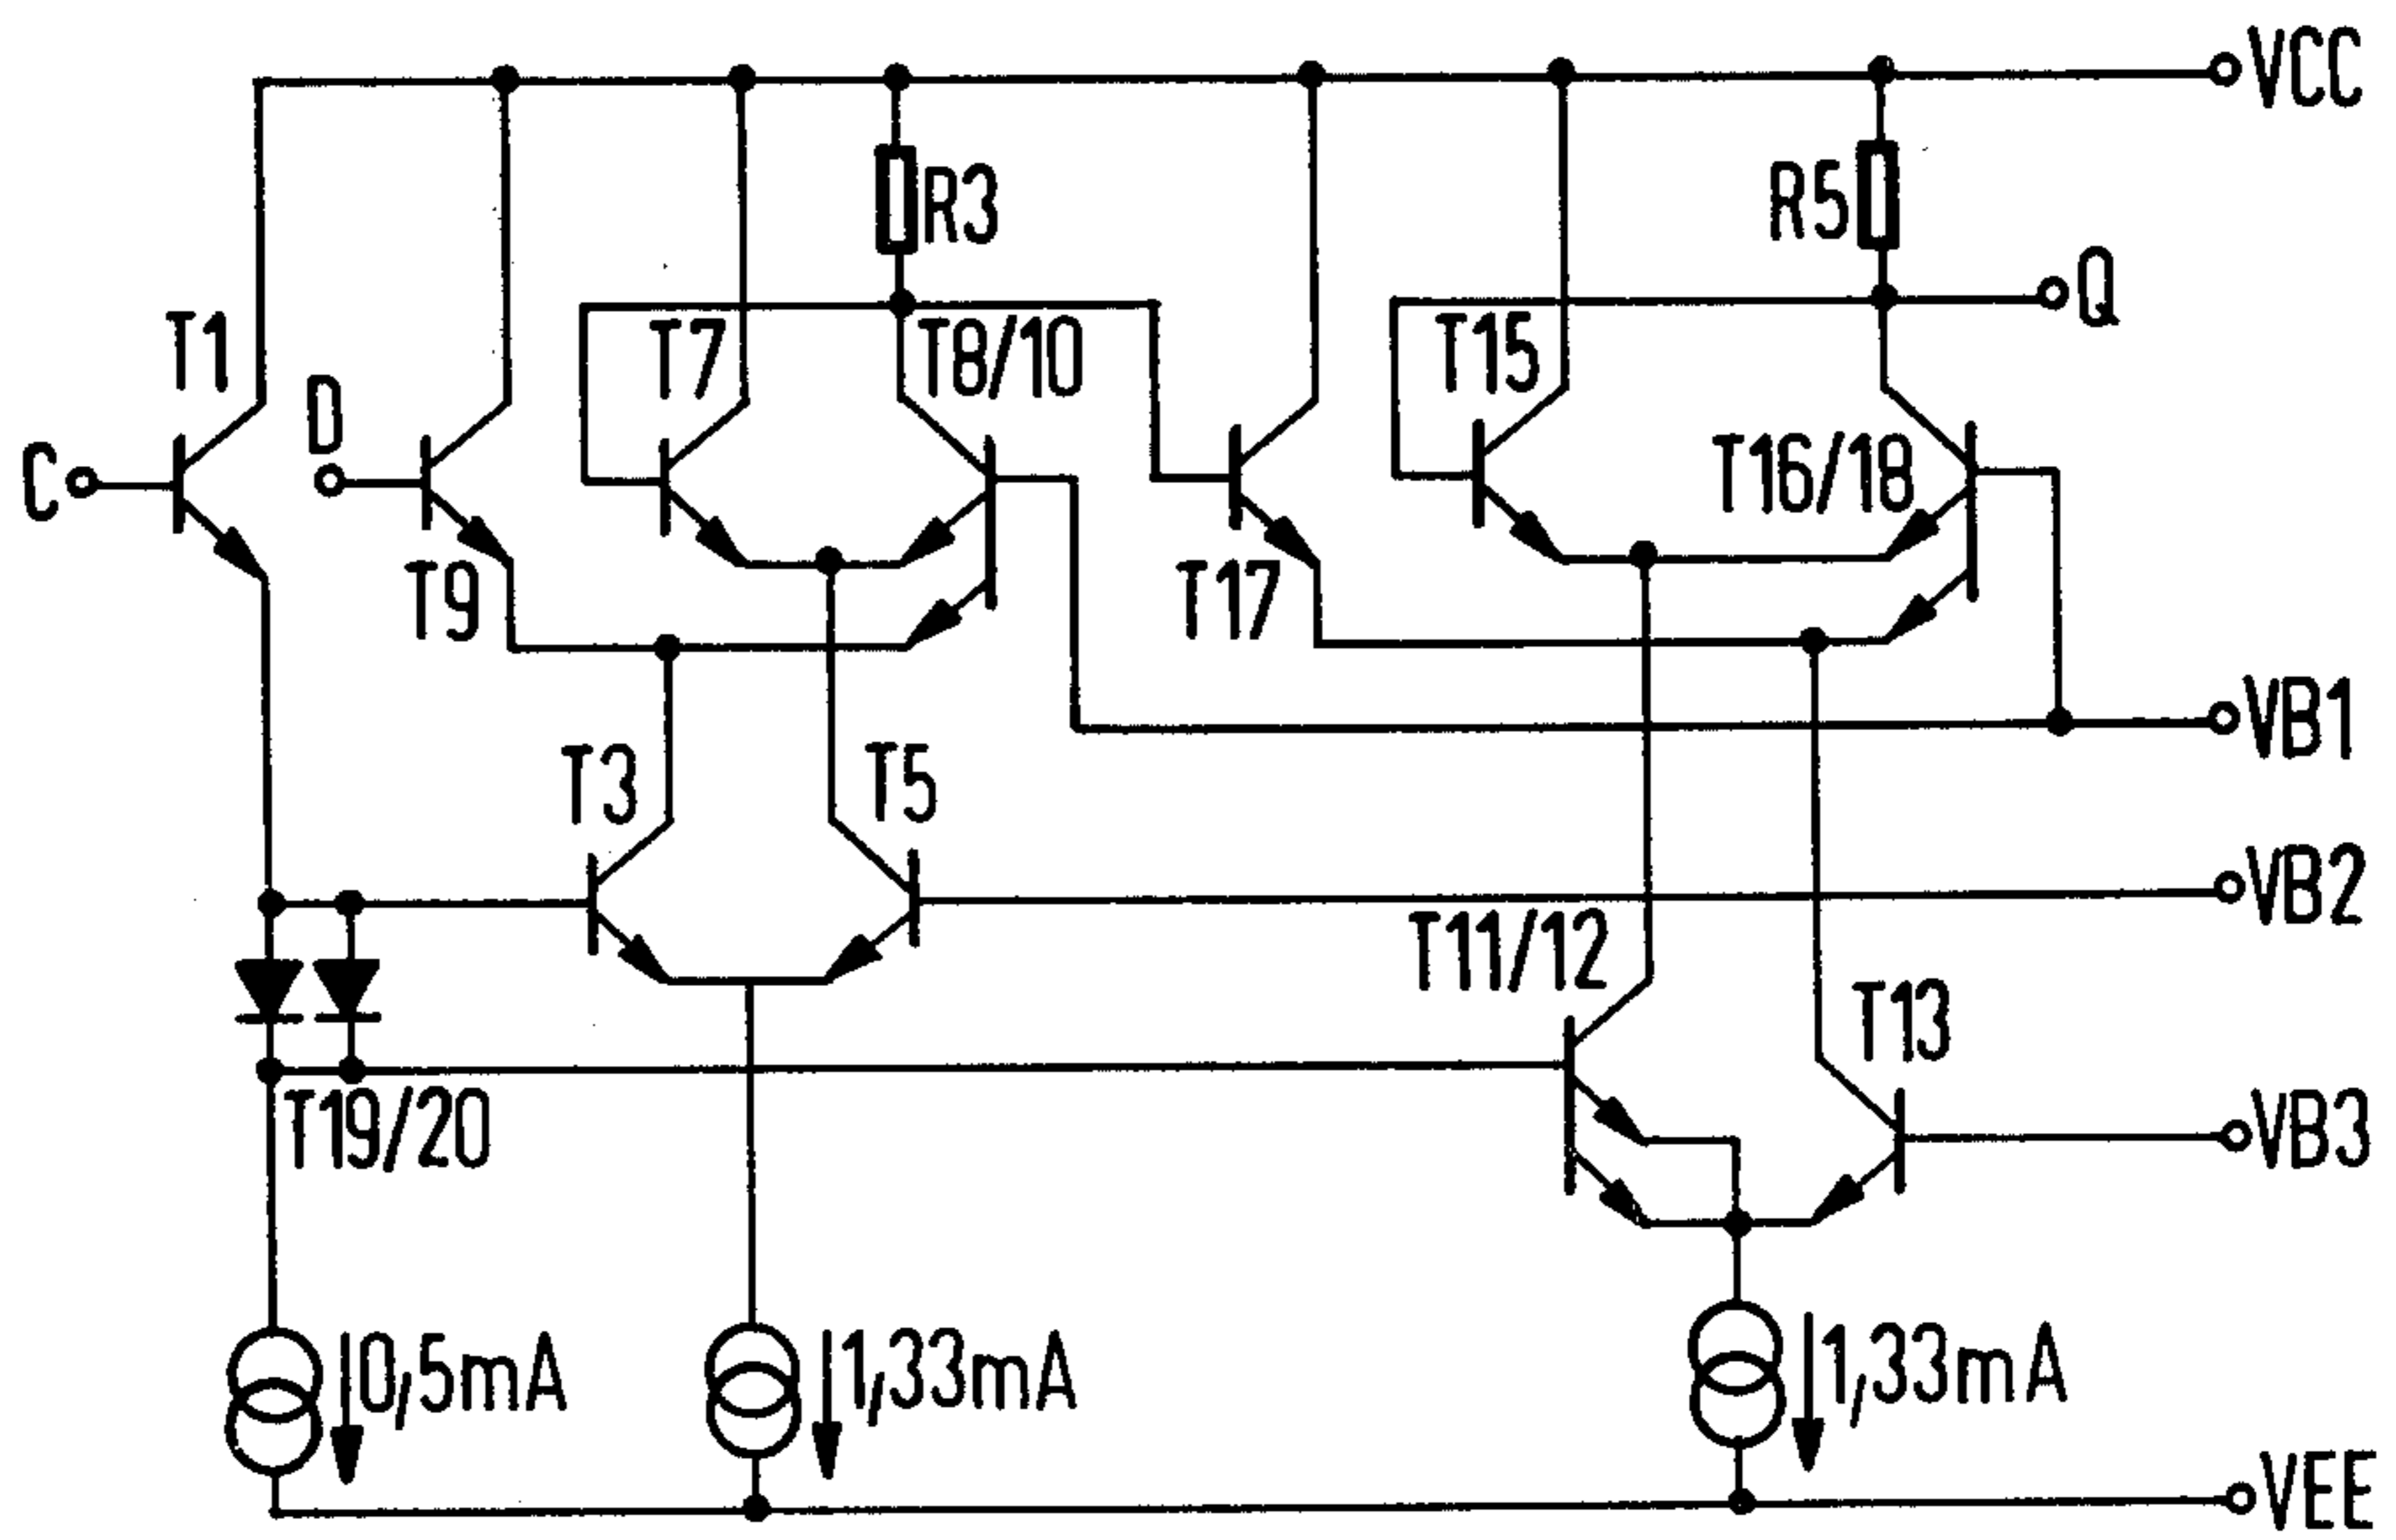 VCC
R3
R5
Q
T1
T7
T8/10
T15
D
C
T16/18
T9
T17
VB1
T3
T5
VB2
T11/12
T13
T19/20
VB3
0,5mA
1,33mA
1,33mA
VEE